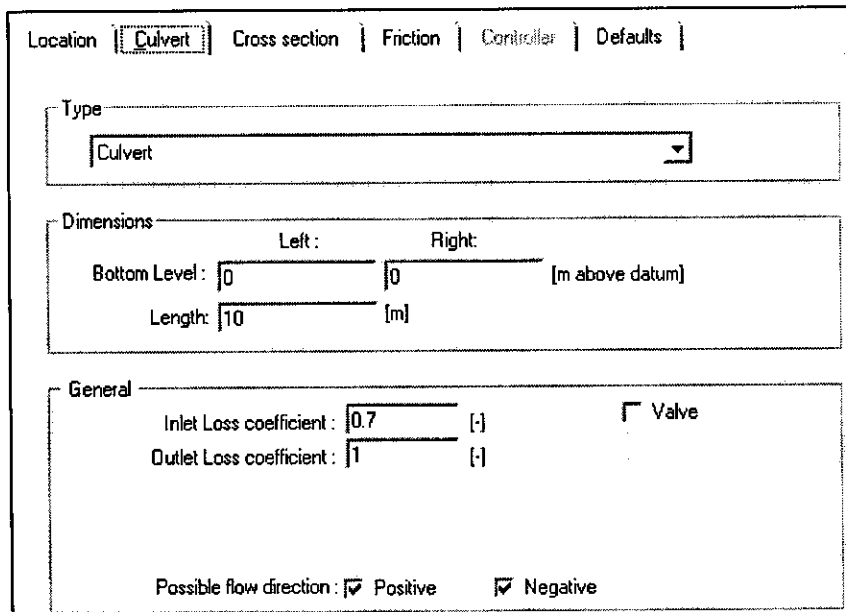 Location Culvert Cross section Friction Controller Defaults
Type
Culvert
Dimensions
Left : Right:
Bottom Level : 0 0 [m above datum]
Length: 10 [m]
General
Inlet Loss coefficient : 0.7 [-] Valve
Outlet Loss coefficient : 1 [-]
Possible flow direction : Positive Negative